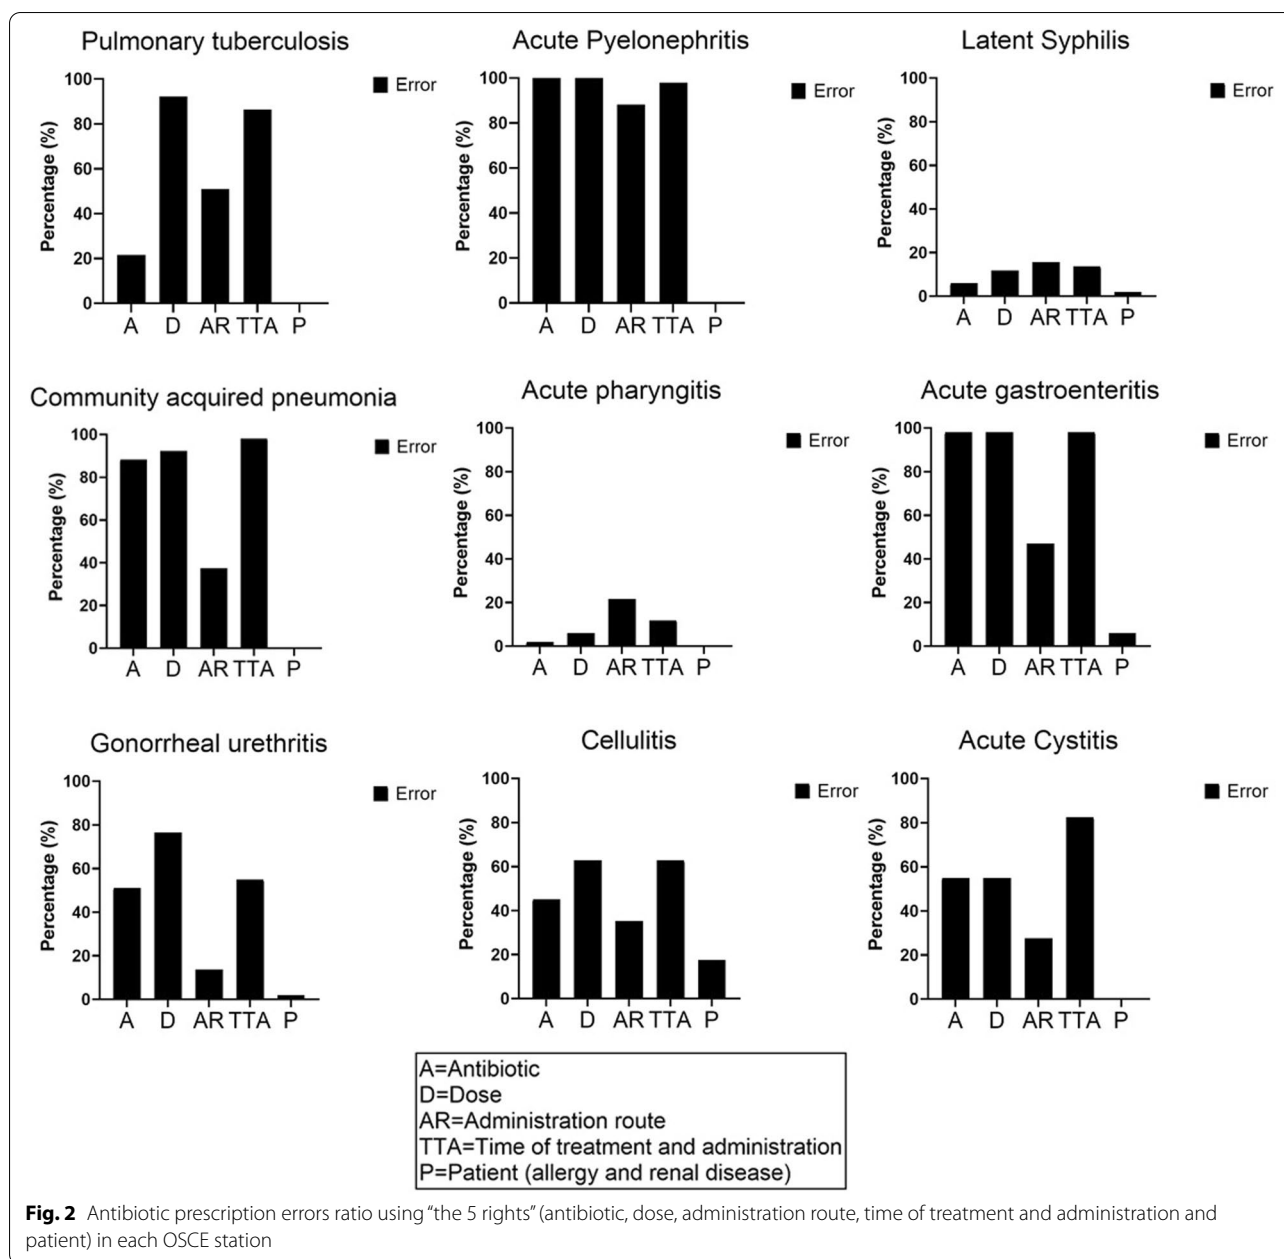 Pulmonary tuberculosis
Error
Percentage (%)
100
80
60
40
20
0
A D AR TTA P
Acute Pyelonephritis
Error
Percentage (%)
100
80
60
40
20
0
A D AR TTA P
Latent Syphilis
Error
Percentage (%)
100
80
60
40
20
0
A D AR TTA P
Community acquired pneumonia
Error
Percentage (%)
100
80
60
40
20
0
A D AR TTA P
Acute pharyngitis
Error
Percentage (%)
100
80
60
40
20
0
A D AR TTA P
Acute gastroenteritis
Error
Percentage (%)
100
80
60
40
20
0
A D AR TTA P
Gonorrheal urethritis
Error
Percentage (%)
100
80
60
40
20
0
A D AR TTA P
Cellulitis
Error
Percentage (%)
100
80
60
40
20
0
A D AR TTA P
Acute Cystitis
Error
Percentage (%)
100
80
60
40
20
0
A D AR TTA P
A=Antibiotic
D=Dose
AR=Administration route
TTA=Time of treatment and administration
P=Patient (allergy and renal disease)
Fig. 2 Antibiotic prescription errors ratio using “the 5 rights” (antibiotic, dose, administration route, time of treatment and administration and
patient) in each OSCE station